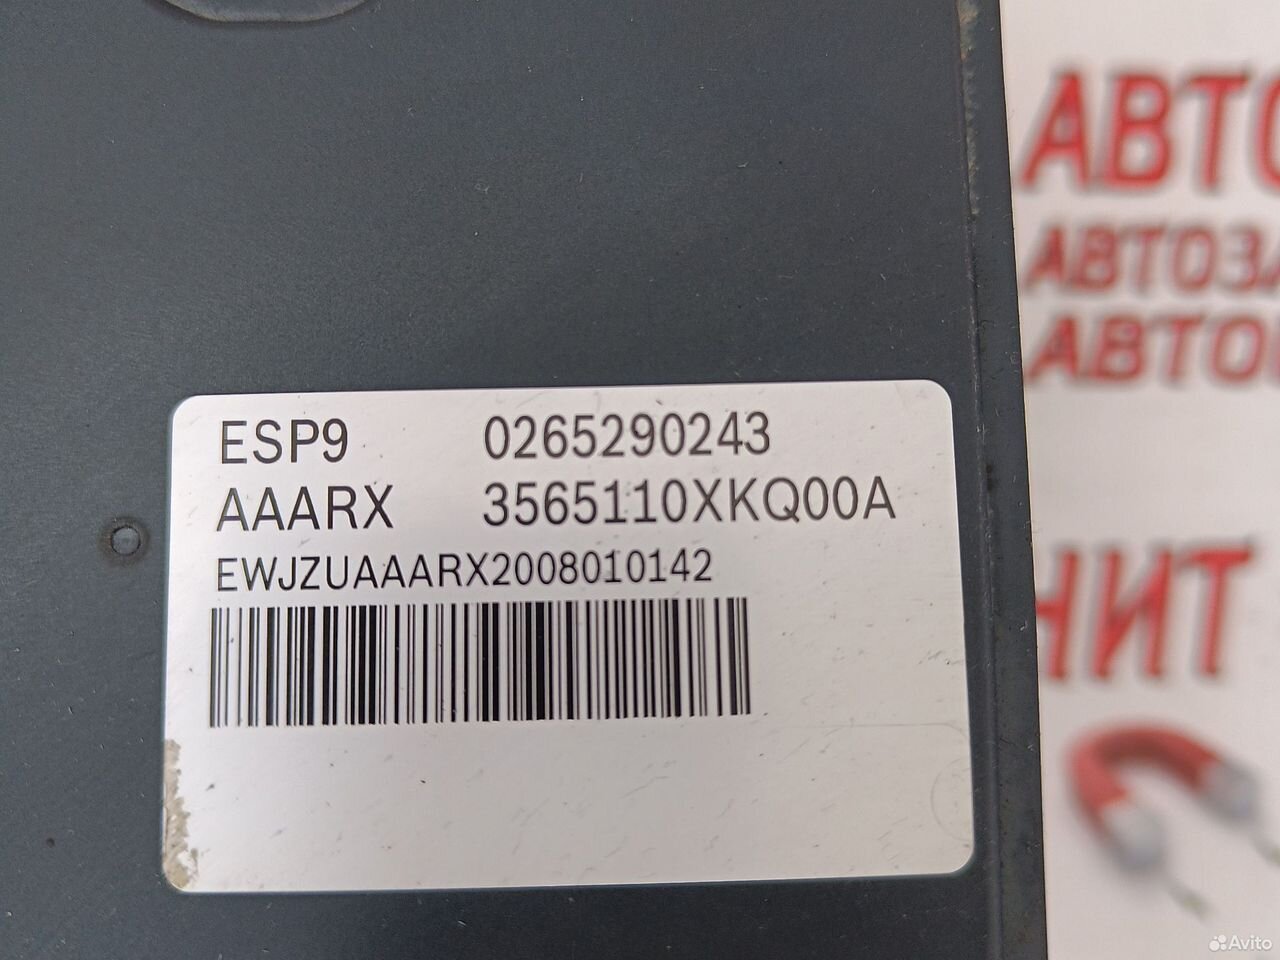 ESP9 0265290243
AAARX 3565110XKQ00A
EWJZUAAARX2008010142
АВТО
АВТОЗА
АВТО
НИТ
Avito